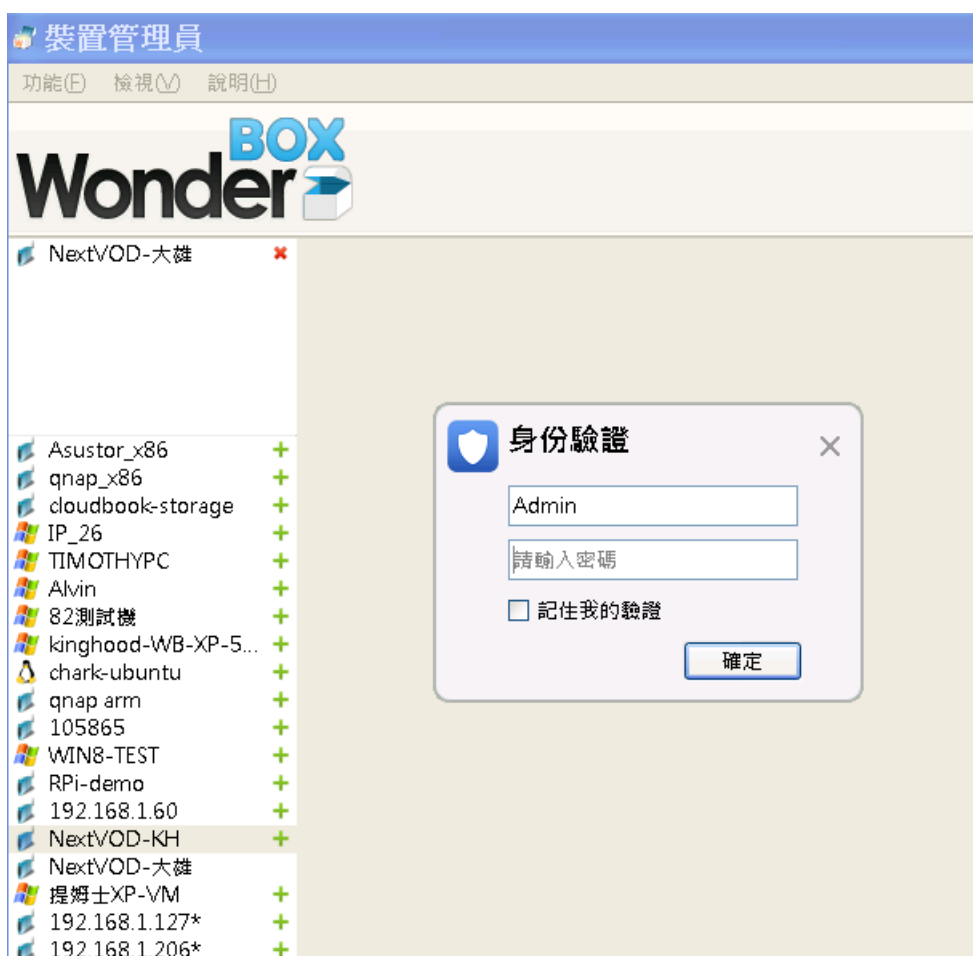 裝置管理員
功能(F) 檢視(V) 說明(H)
WonderBOX
NextVOD-大雄
Asustor_x86
qnap_x86
cloudbook-storage
IP_26
TIMOTHYPC
Alvin
82測試機
kinghood-WB-XP-5...
chark-ubuntu
qnap arm
105865
WIN8-TEST
RPi-demo
192.168.1.60
NextVOD-KH
NextVOD-大雄
提姆士XP-VM
192.168.1.127*
192.168.1.206*
身份驗證
Admin
請輸入密碼
記住我的驗證
確定